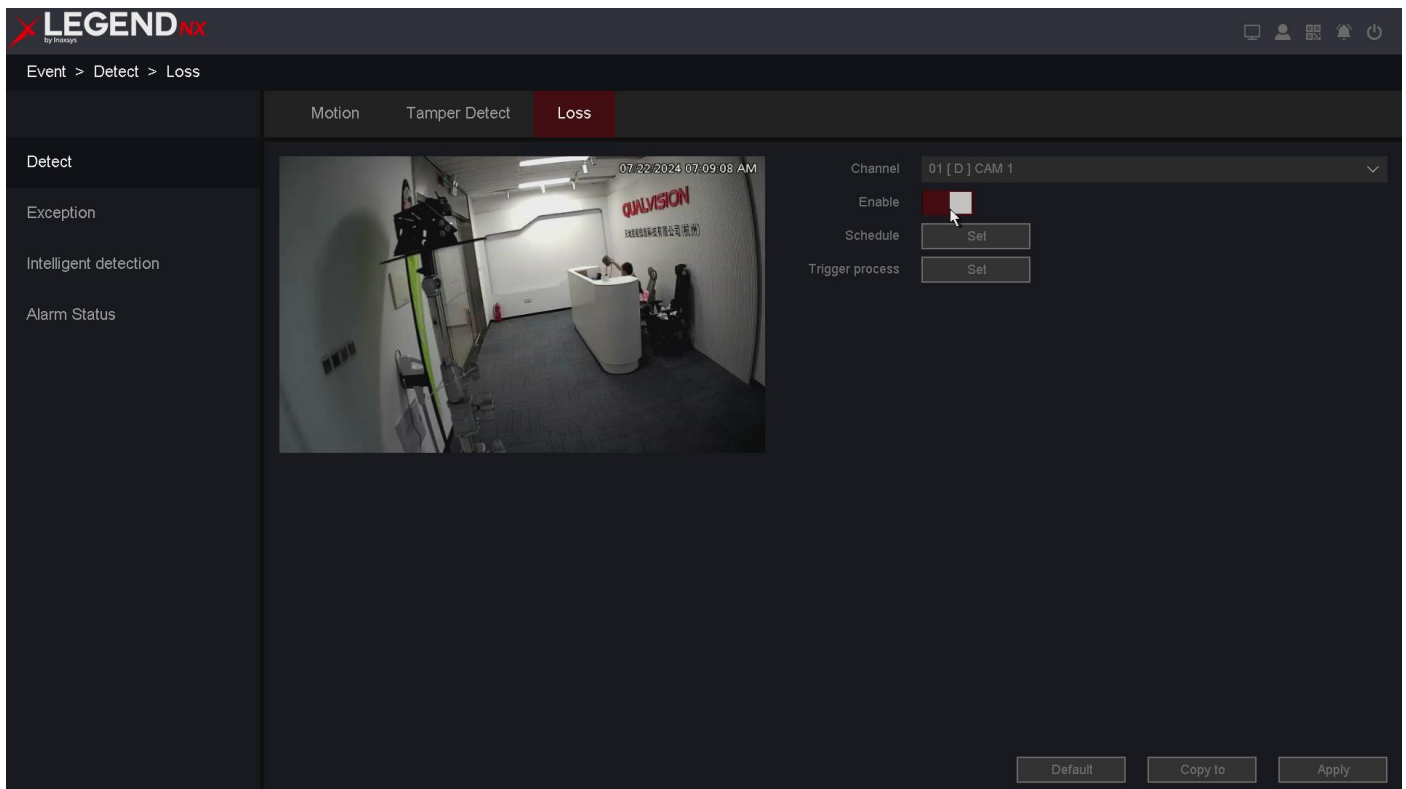 LEGEND NX
by Inaxsys
Event > Detect > Loss
Motion Tamper Detect Loss
Detect
Exception
Intelligent detection
Alarm Status
07-22-2024 07:09:08 AM
QUALVISION
Channel 01 [ D ] CAM 1
Enable
Schedule Set
Trigger process Set
Default Copy to Apply